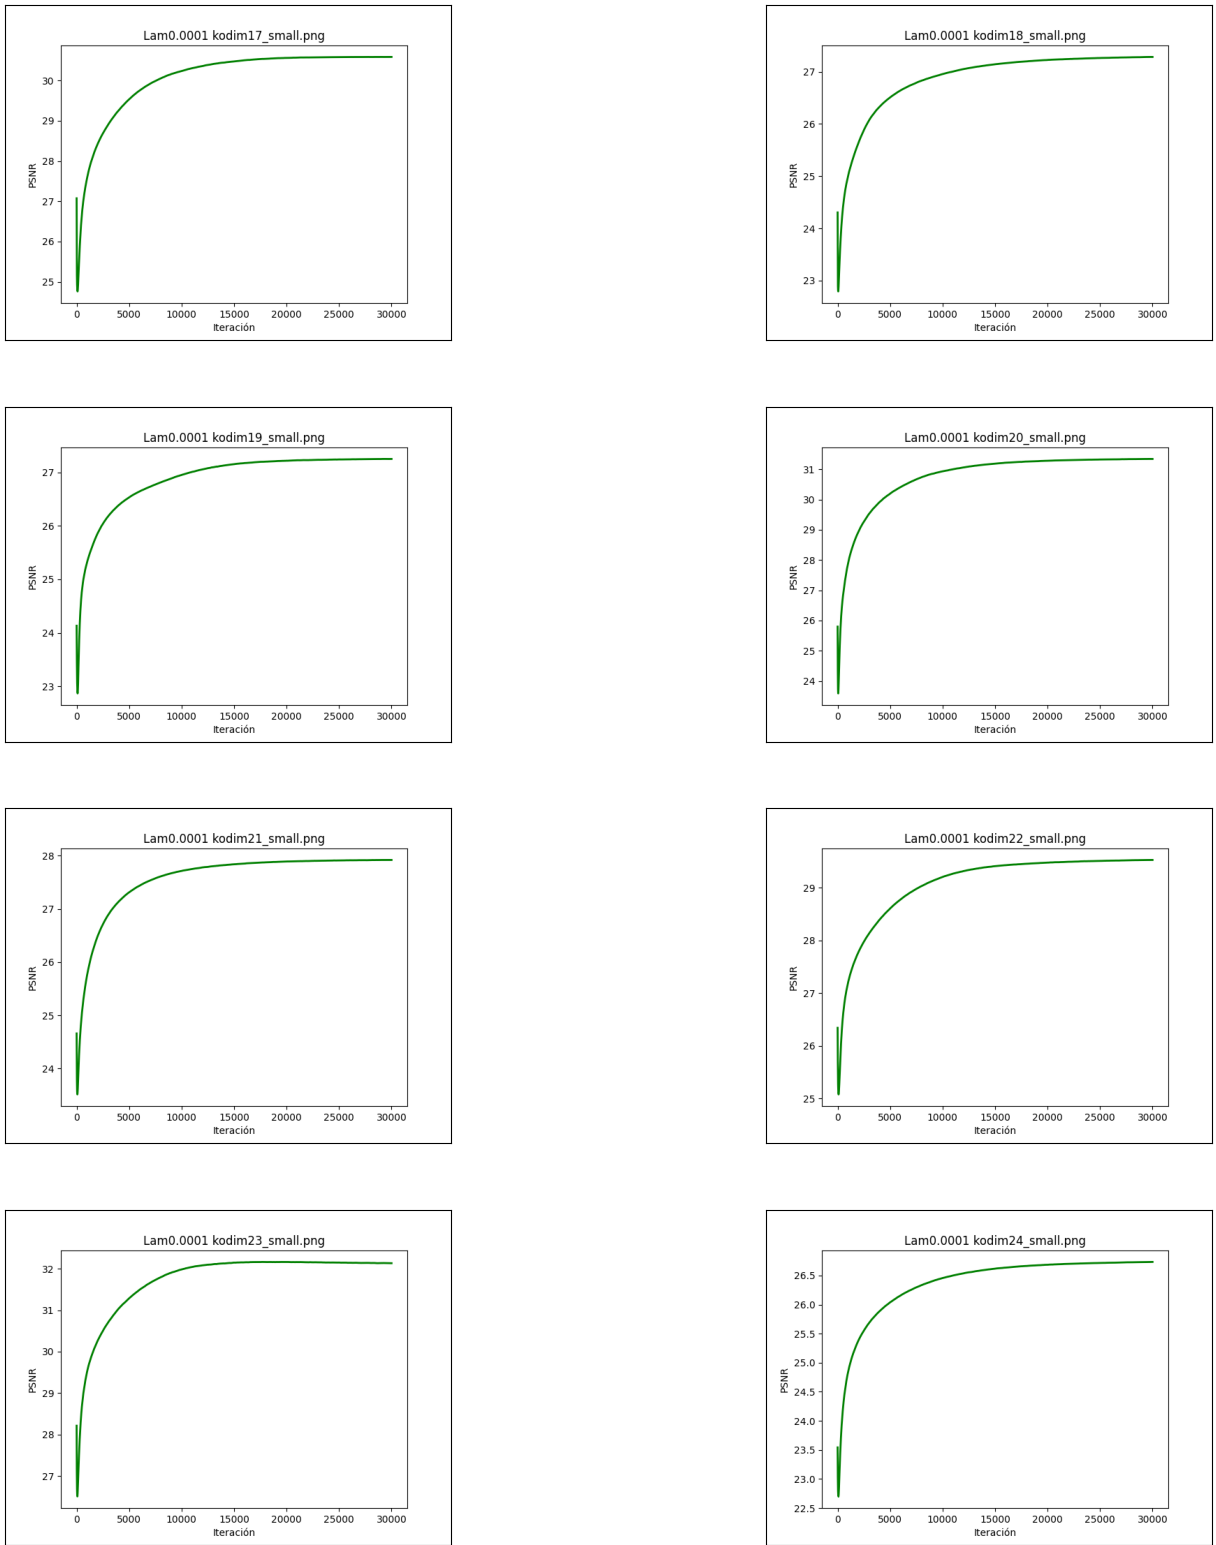 Lam0.0001 kodim17_small.png
30
29
28
27
26
25
PSNR
0 5000 10000 15000 20000 25000 30000
Iteración
Lam0.0001 kodim18_small.png
27
26
25
24
23
PSNR
0 5000 10000 15000 20000 25000 30000
Iteración
Lam0.0001 kodim19_small.png
27
26
25
24
23
PSNR
0 5000 10000 15000 20000 25000 30000
Iteración
Lam0.0001 kodim20_small.png
31
30
29
28
27
26
25
24
PSNR
0 5000 10000 15000 20000 25000 30000
Iteración
Lam0.0001 kodim21_small.png
28
27
26
25
24
PSNR
0 5000 10000 15000 20000 25000 30000
Iteración
Lam0.0001 kodim22_small.png
29
28
27
26
25
PSNR
0 5000 10000 15000 20000 25000 30000
Iteración
Lam0.0001 kodim23_small.png
32
31
30
29
28
27
PSNR
0 5000 10000 15000 20000 25000 30000
Iteración
Lam0.0001 kodim24_small.png
26.5
26.0
25.5
25.0
24.5
24.0
23.5
23.0
22.5
PSNR
0 5000 10000 15000 20000 25000 30000
Iteración